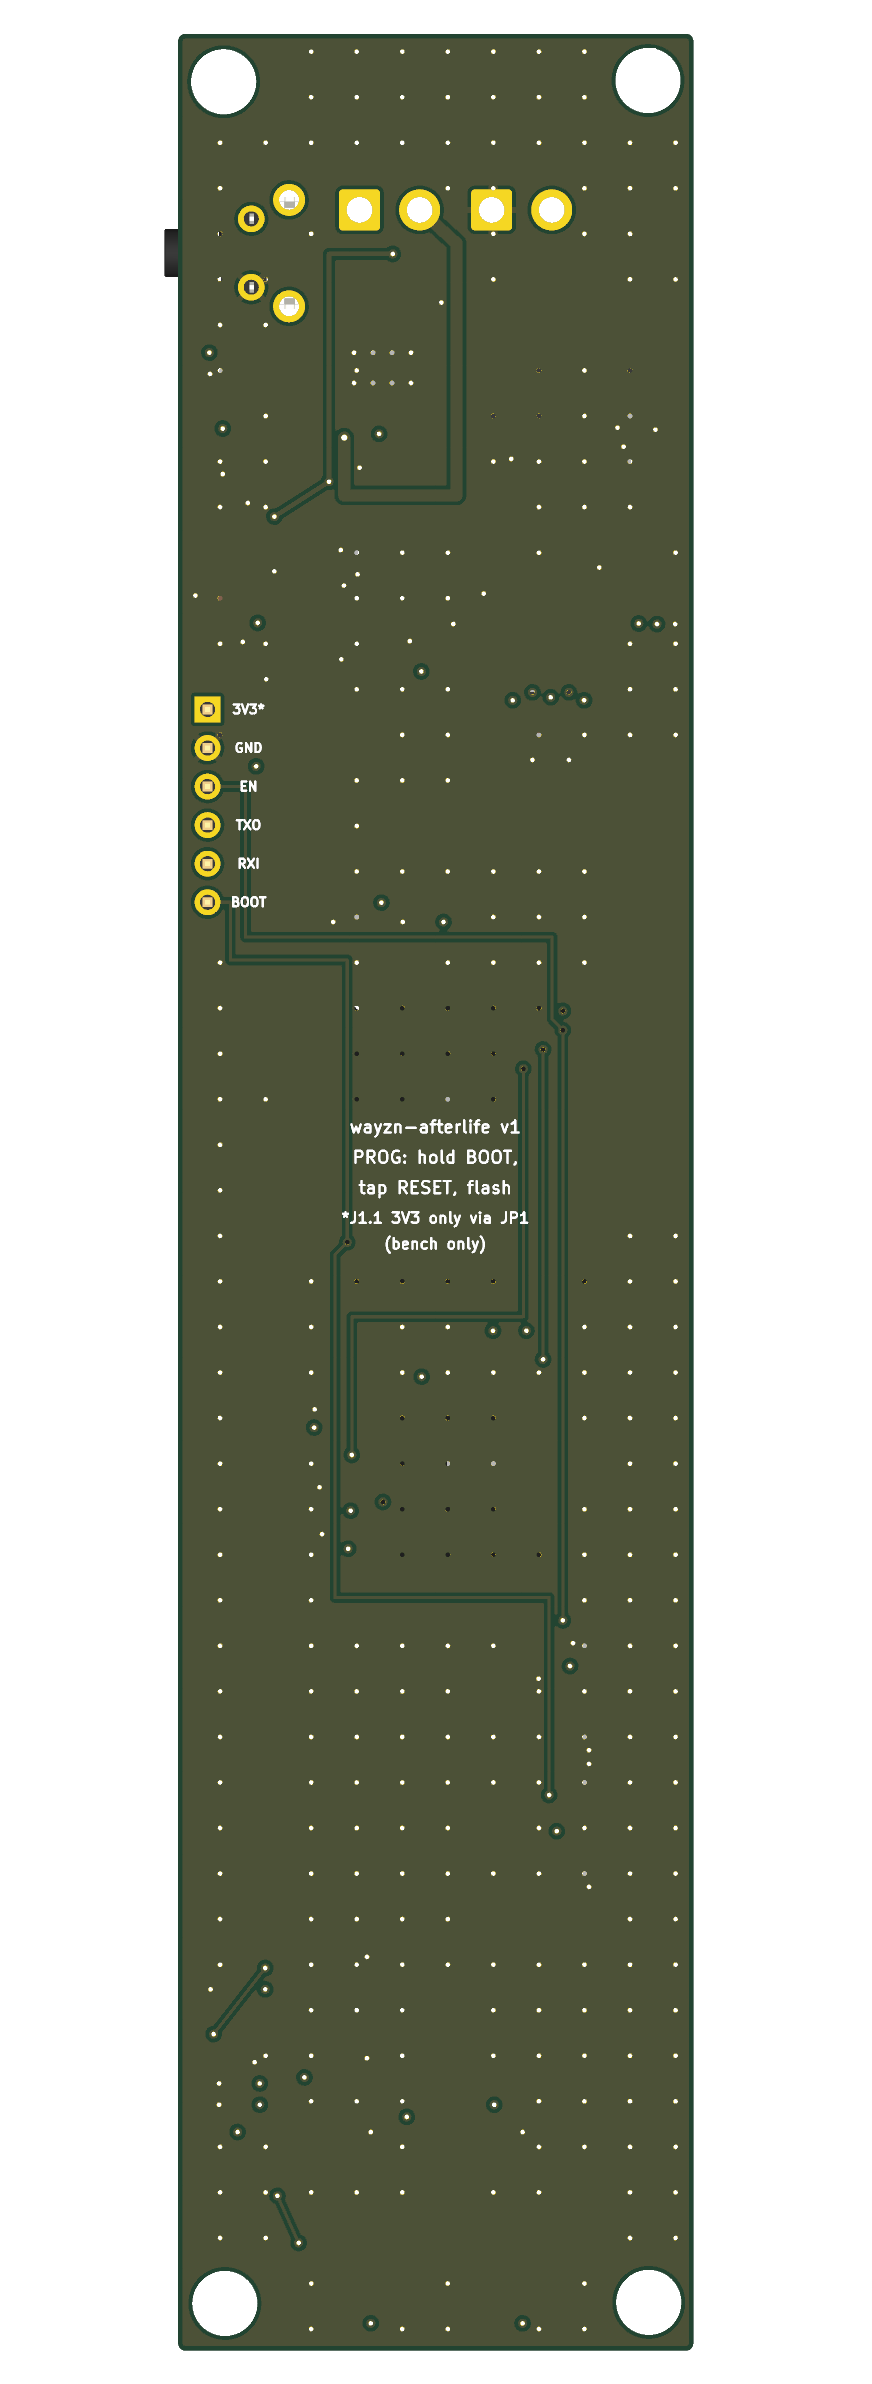 3V3*
GND
EN
TXO
RXI
BOOT
wayzn-afterlife v1
PROG: hold BOOT,
tap RESET, flash
*J1.1 3V3 only via JP1
(bench only)